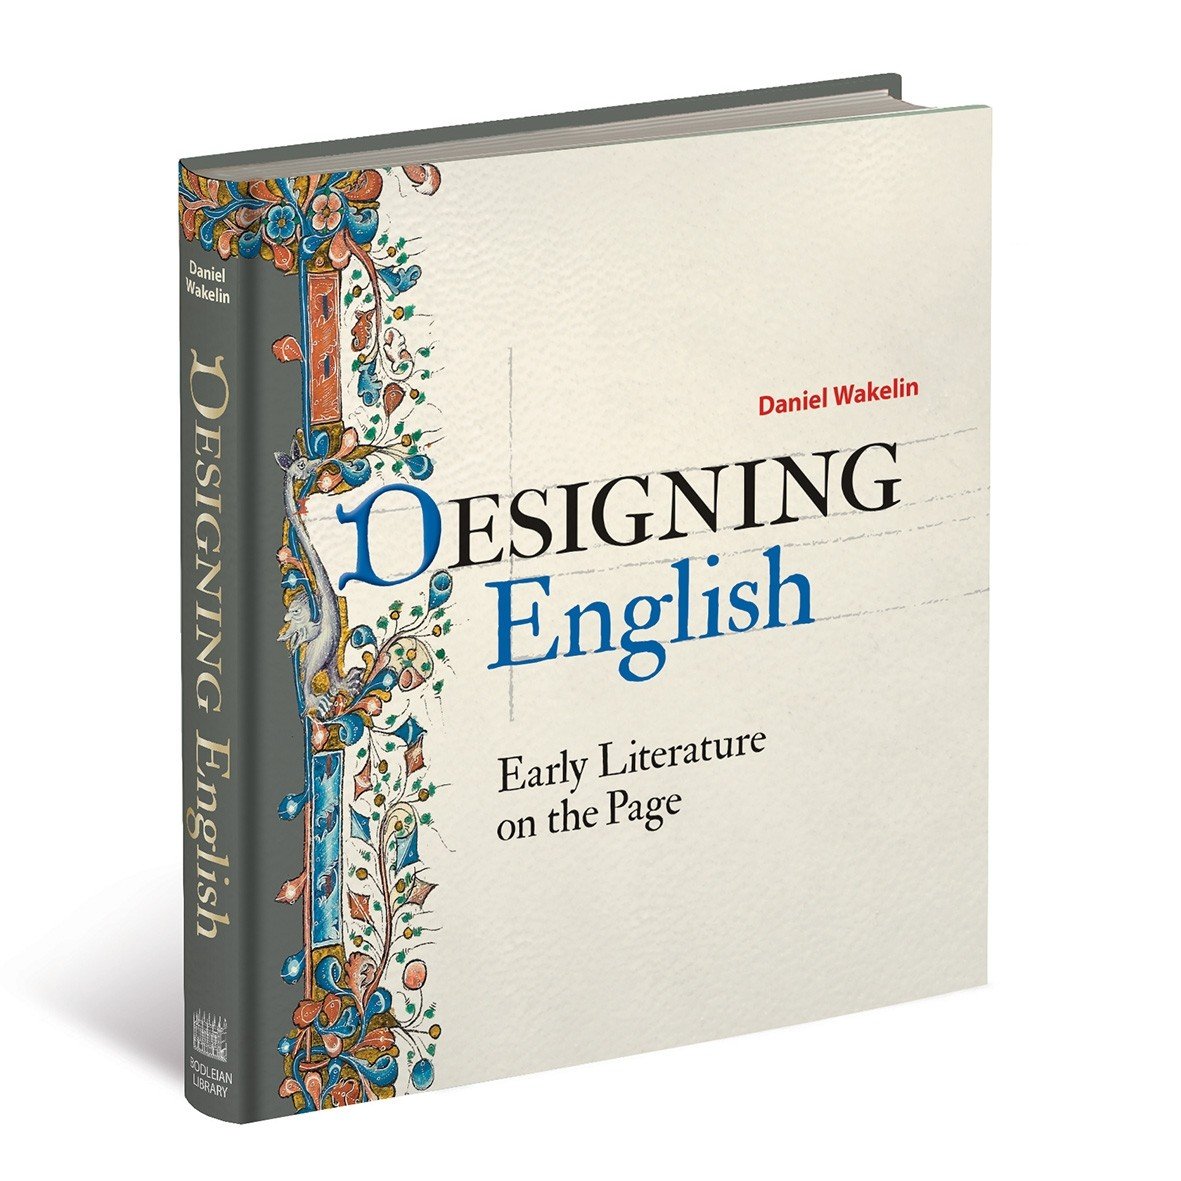 Daniel
Wakelin
DESIGNING English
BODLEIAN
LIBRARY
Daniel Wakelin
DESIGNING
English
Early Literature
on the Page